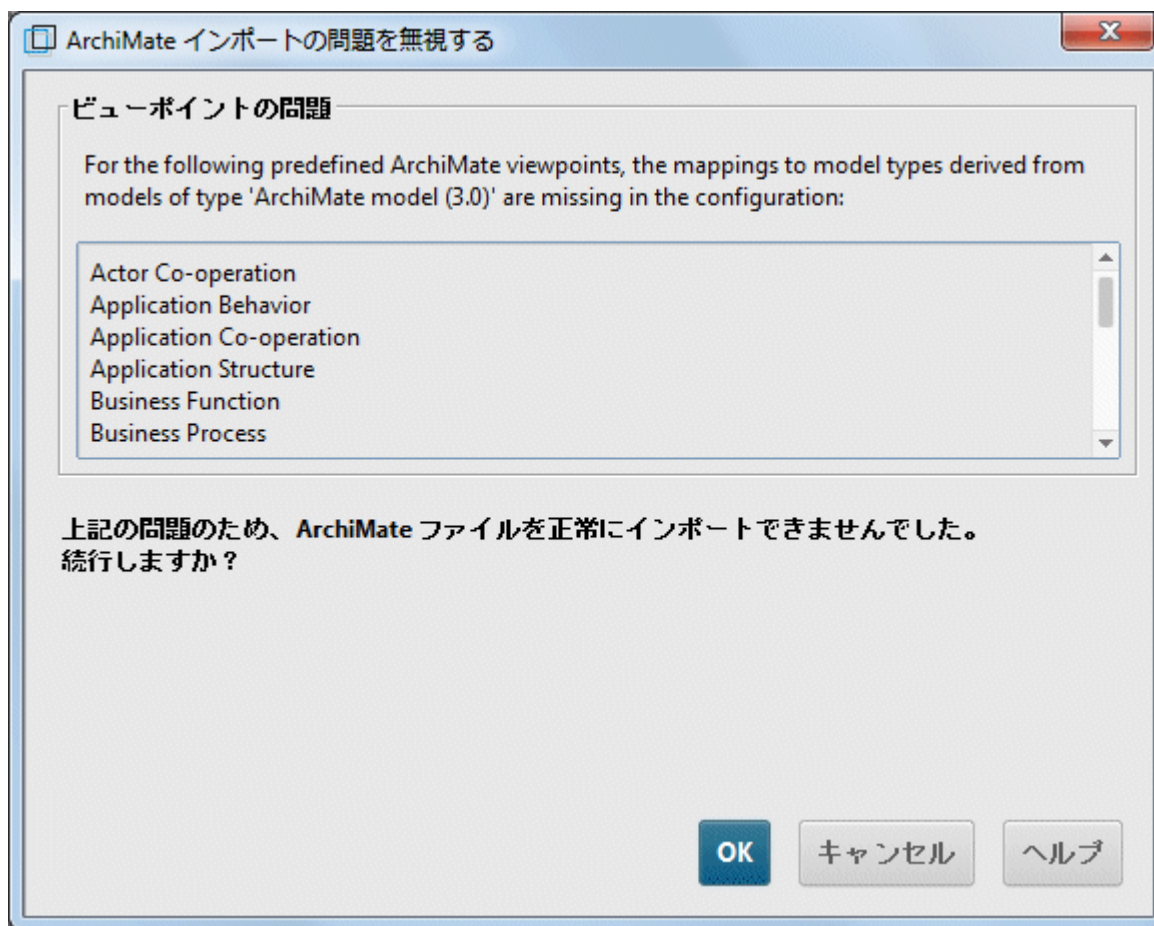 ArchiMate インポートの問題を無視する
ビューポイントの問題
For the following predefined ArchiMate viewpoints, the mappings to model types derived from
models of type 'ArchiMate model (3.0)' are missing in the configuration:
Actor Co-operation
Application Behavior
Application Co-operation
Application Structure
Business Function
Business Process
上記の問題のため、ArchiMate ファイルを正常にインポートできませんでした。
続行しますか？
OK キャンセル ヘルプ